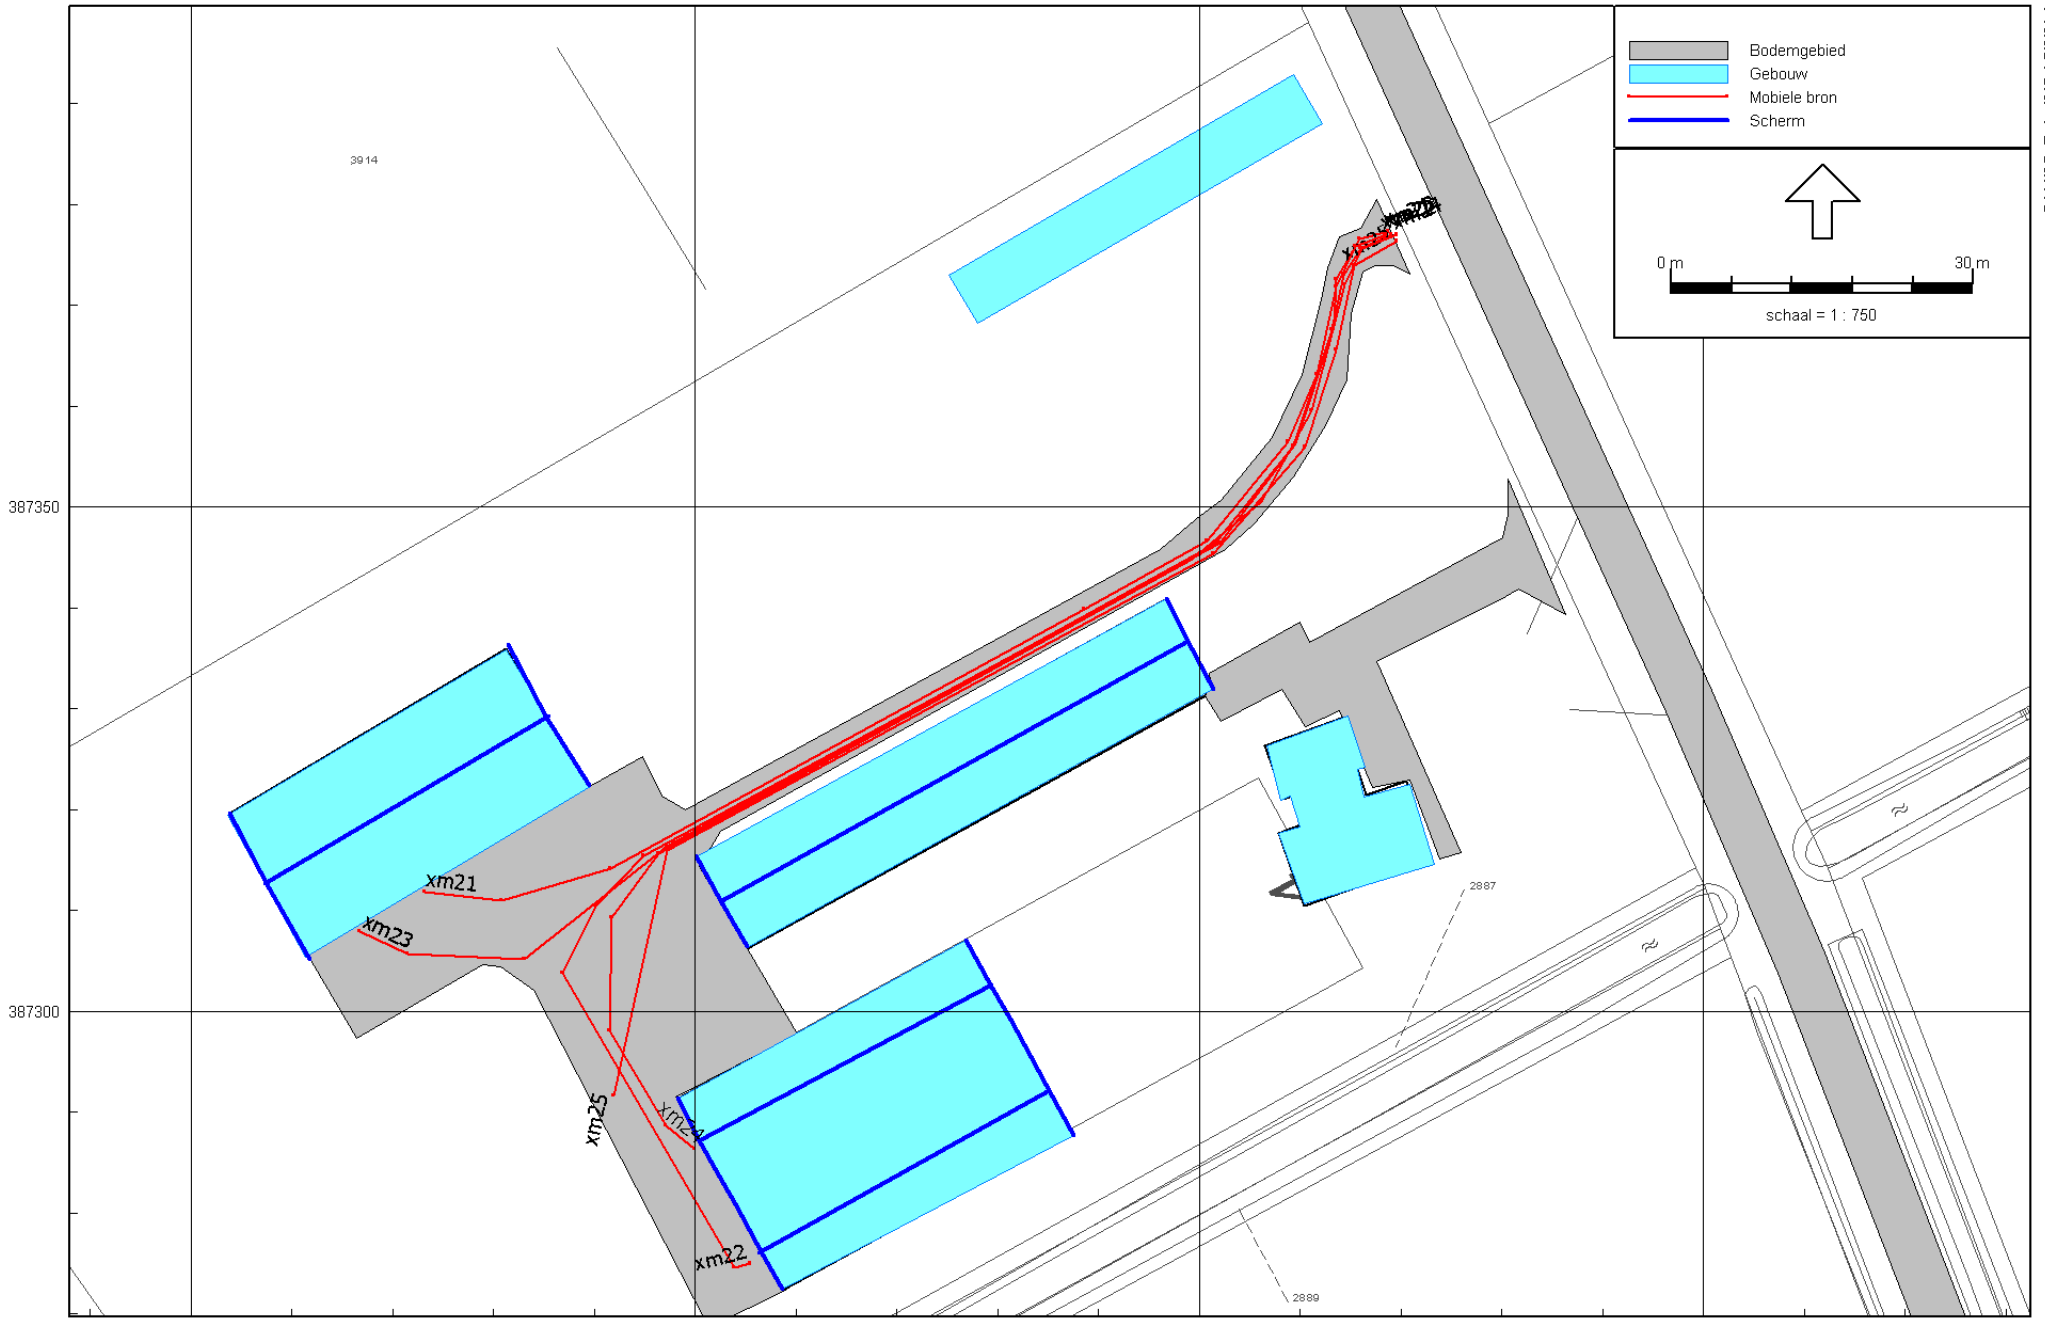 Bodemgebied
Gebouw
Mobiele bron
Scherm
3914
0 m 30 m
schaal = 1 : 750
387350
xm21
xm23
2887
387300
xm25
xm24
xm22
2889